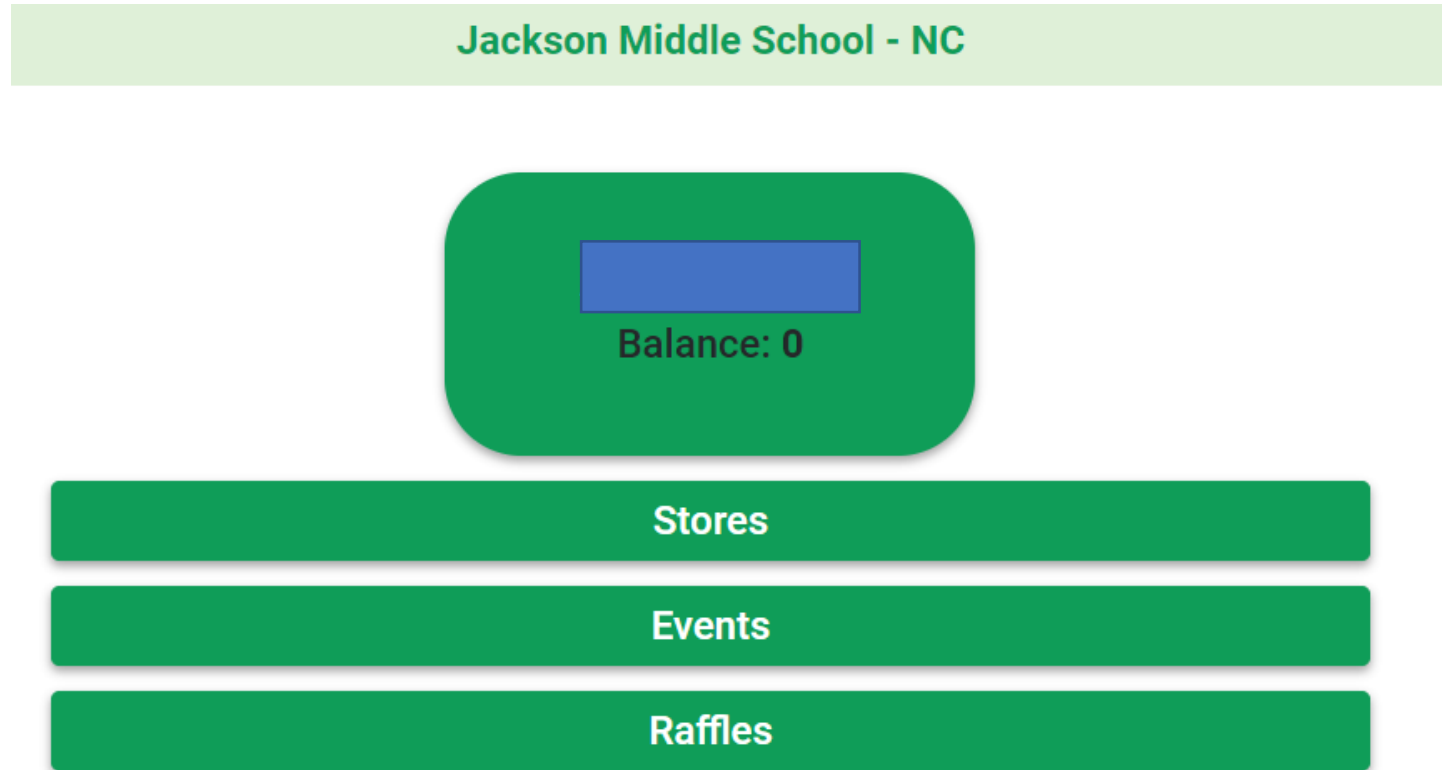 Jackson Middle School - NC
Balance: 0
Stores
Events
Raffles